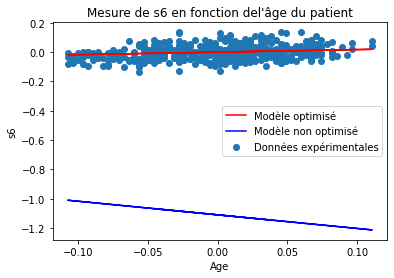 Mesure de s6 en fonction del'âge du patient
0.2
0.0
−0.2
−0.4
−0.6
−0.8
−1.0
−1.2
s6
Modèle optimisé
Modèle non optimisé
Données expérimentales
−0.10
−0.05
0.00
0.05
0.10
Age